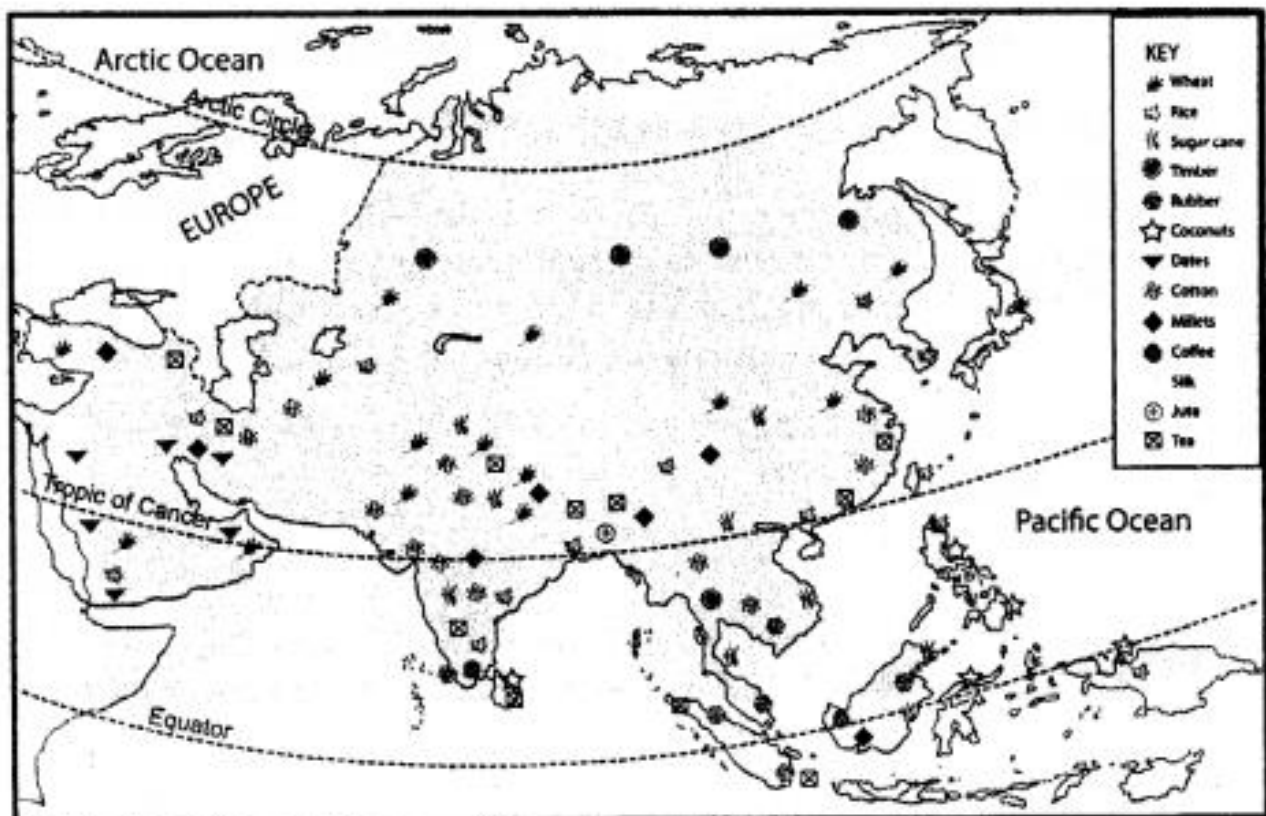 Arctic Ocean
Arctic Circle
EUROPE
Tropic of Cancer
Pacific Ocean
Equator
KEY
Wheat
Rice
Sugar cane
Timber
Rubber
Coconuts
Dates
Cotton
Millets
Coffee
Silk
Jute
Tea